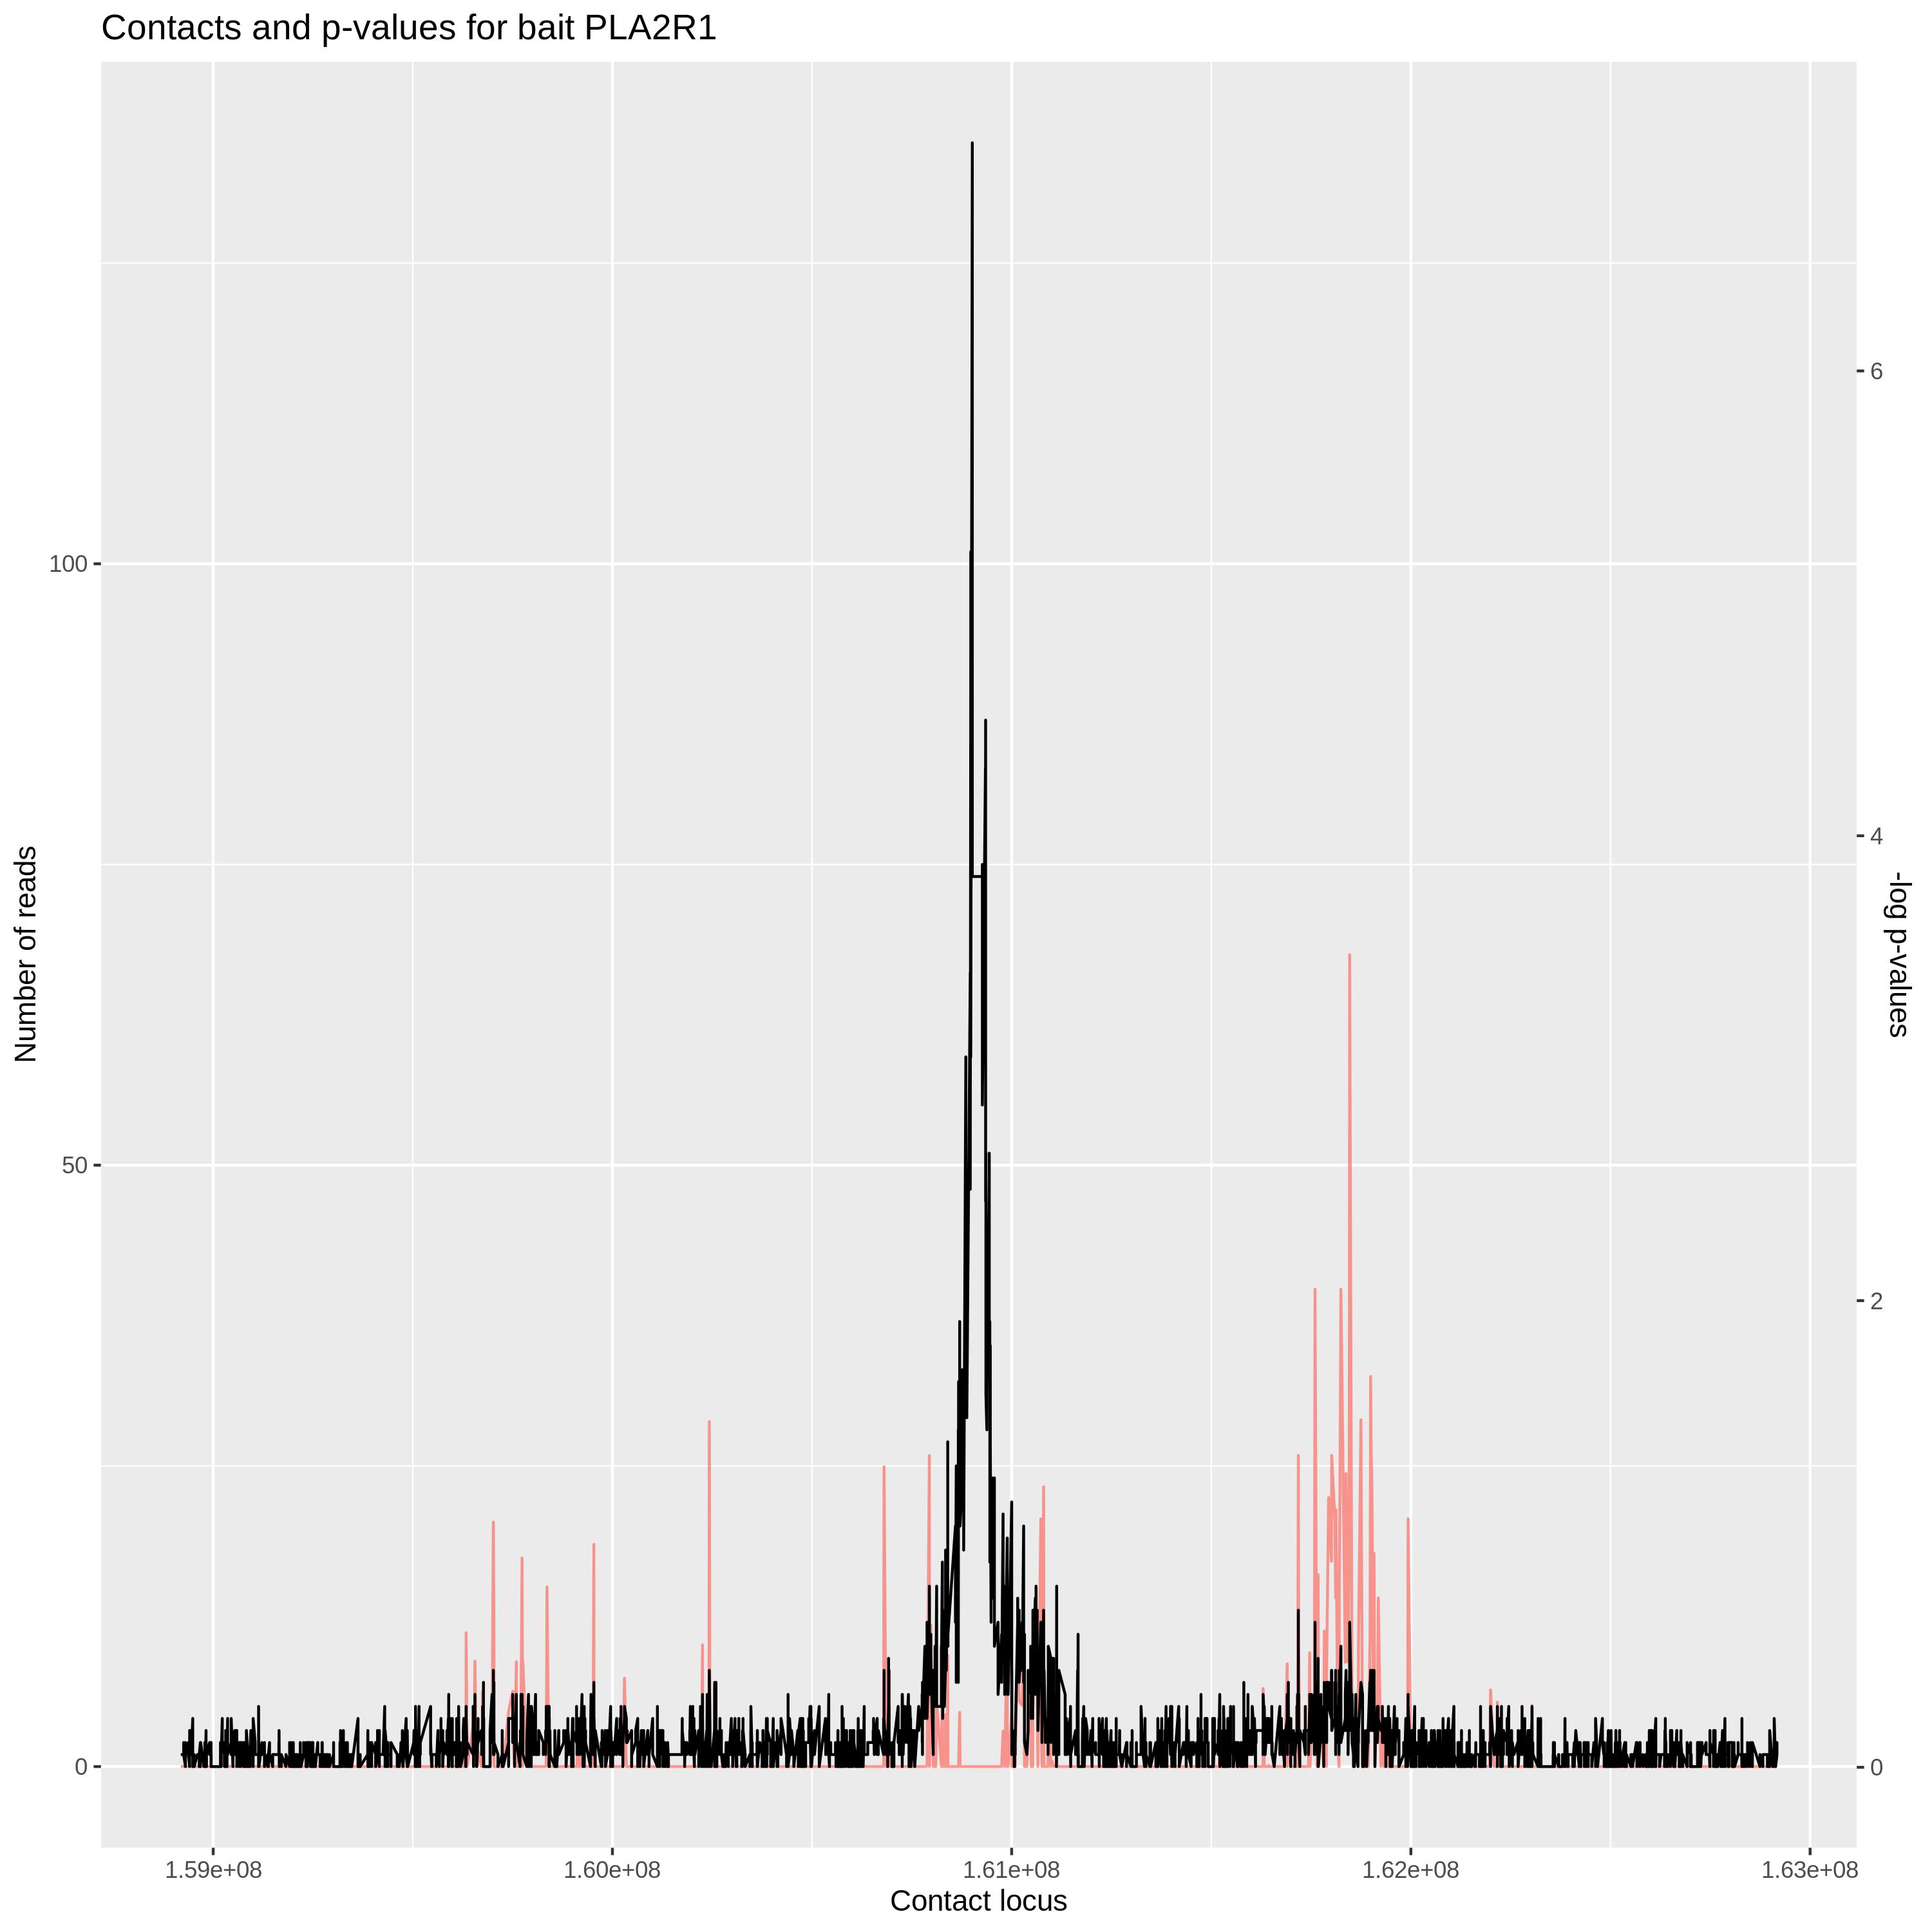 Contacts and p-values for bait PLA2R1
Number of reads
100
50
0
6
4
2
0
-log p-values
1.59e+08
1.60e+08
1.61e+08
1.62e+08
1.63e+08
Contact locus